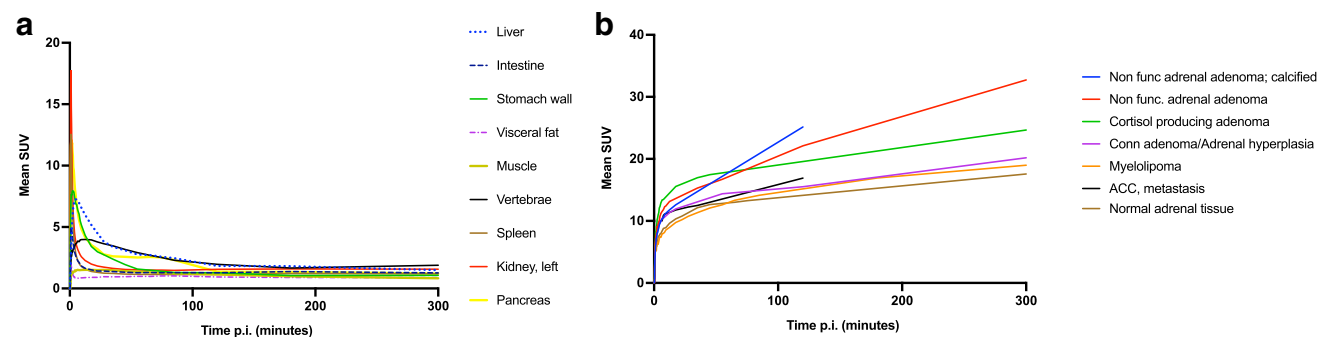 a
20
15
10
5
0
Mean SUV
0
100
200
300
Time p.i. (minutes)
Liver
Intestine
Stomach wall
Visceral fat
Muscle
Vertebrae
Spleen
Kidney, left
Pancreas
b
40
30
20
10
0
Mean SUV
0
100
200
300
Time p.i. (minutes)
Non func adrenal adenoma; calcified
Non func. adrenal adenoma
Cortisol producing adenoma
Conn adenoma/Adrenal hyperplasia
Myelolipoma
ACC, metastasis
Normal adrenal tissue